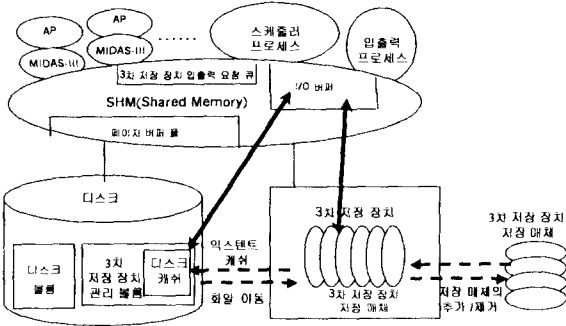 AP
MIDAS-III
AP
MIDAS-III
......
스케쥴러
프로세스
입출력
프로세스
3차 저장 장치 입출력 요청 큐
I/O 버퍼
SHM(Shared Memory)
페이지 버퍼 풀
디스크
디스크
볼륨
3차
저장 장치
관리 볼륨
디스크
캐쉬
익스텐트
캐쉬
화일 이동
3차 저장 장치
3차 저장 장치
저장 매체
3차 저장 장치
저장 매체
저장 매체의
추가/제거